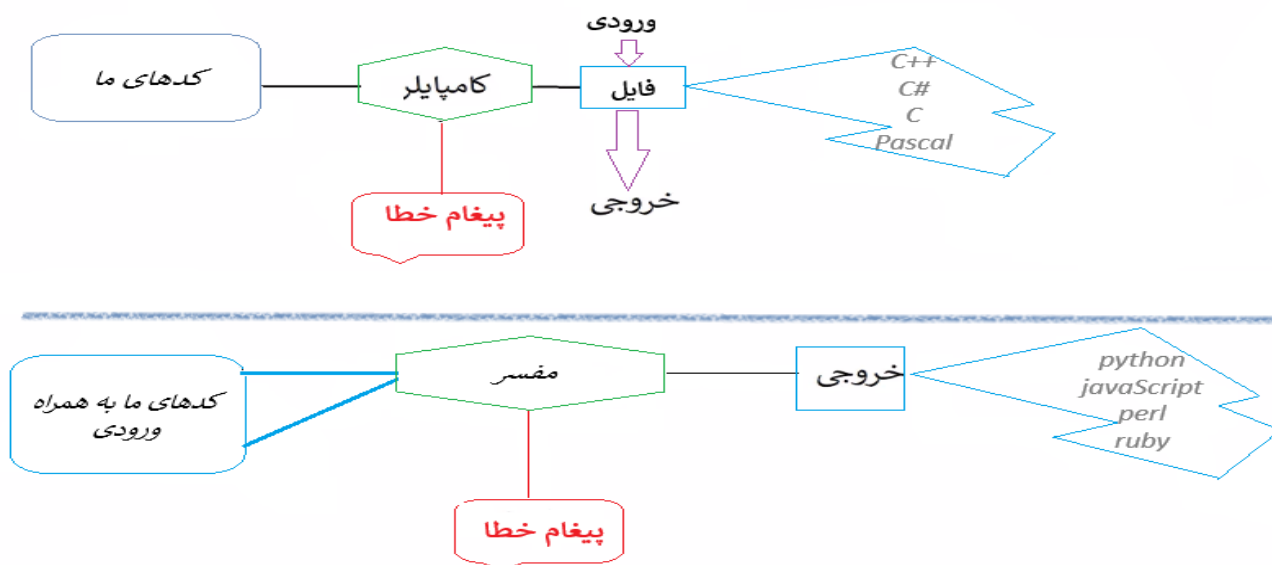 ورودی
کدهای ما
کامپایلر
فایل
C++
C#
C
Pascal
پیغام خطا
خروجی
کدهای ما به همراه
ورودی
مفسر
خروجی
python
javaScript
perl
ruby
پیغام خطا